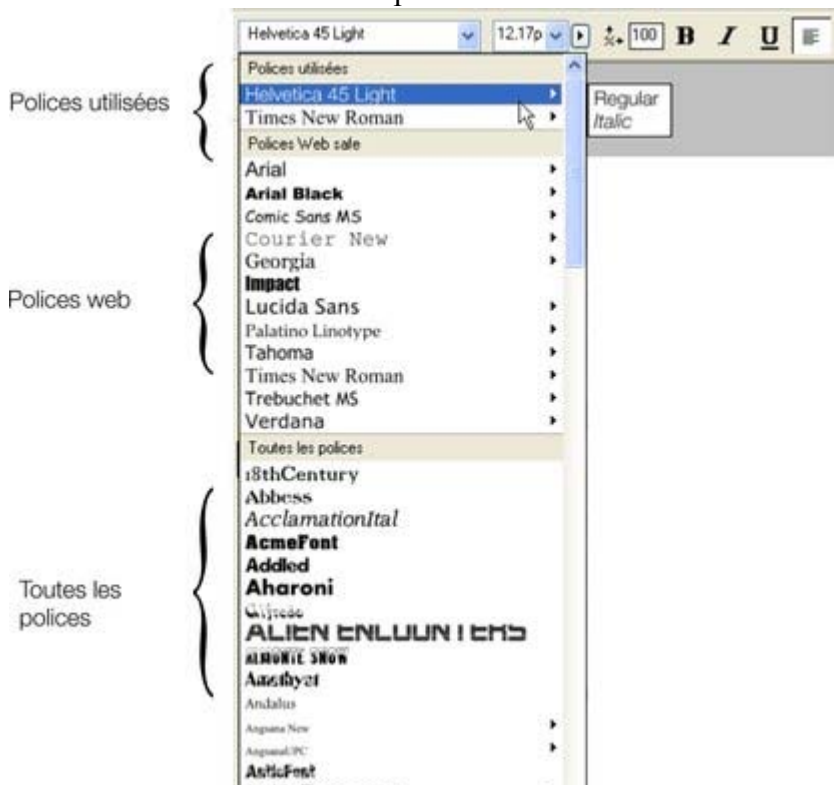 Helvetica 45 Light 12.17p 100 B I U
Polices utilisées
Polices utilisées
Helvetica 45 Light
Regular
Italic
Times New Roman
Polices Web safe
Arial
Arial Black
Comic Sans MS
Courier New
Georgia
Polices web
Impact
Lucida Sans
Palatino Linotype
Tahoma
Times New Roman
Trebuchet MS
Verdana
Toutes les polices
18thCentury
Abbess
AcclamationItal
AcmeFont
Addled
Aharoni
Toutes les
polices
Alfredo
ALIEN ENCOUNTERS
ALMONTE SNOW
Amethyst
Andalus
Angsana New
AngsanaUPC
AnticFont